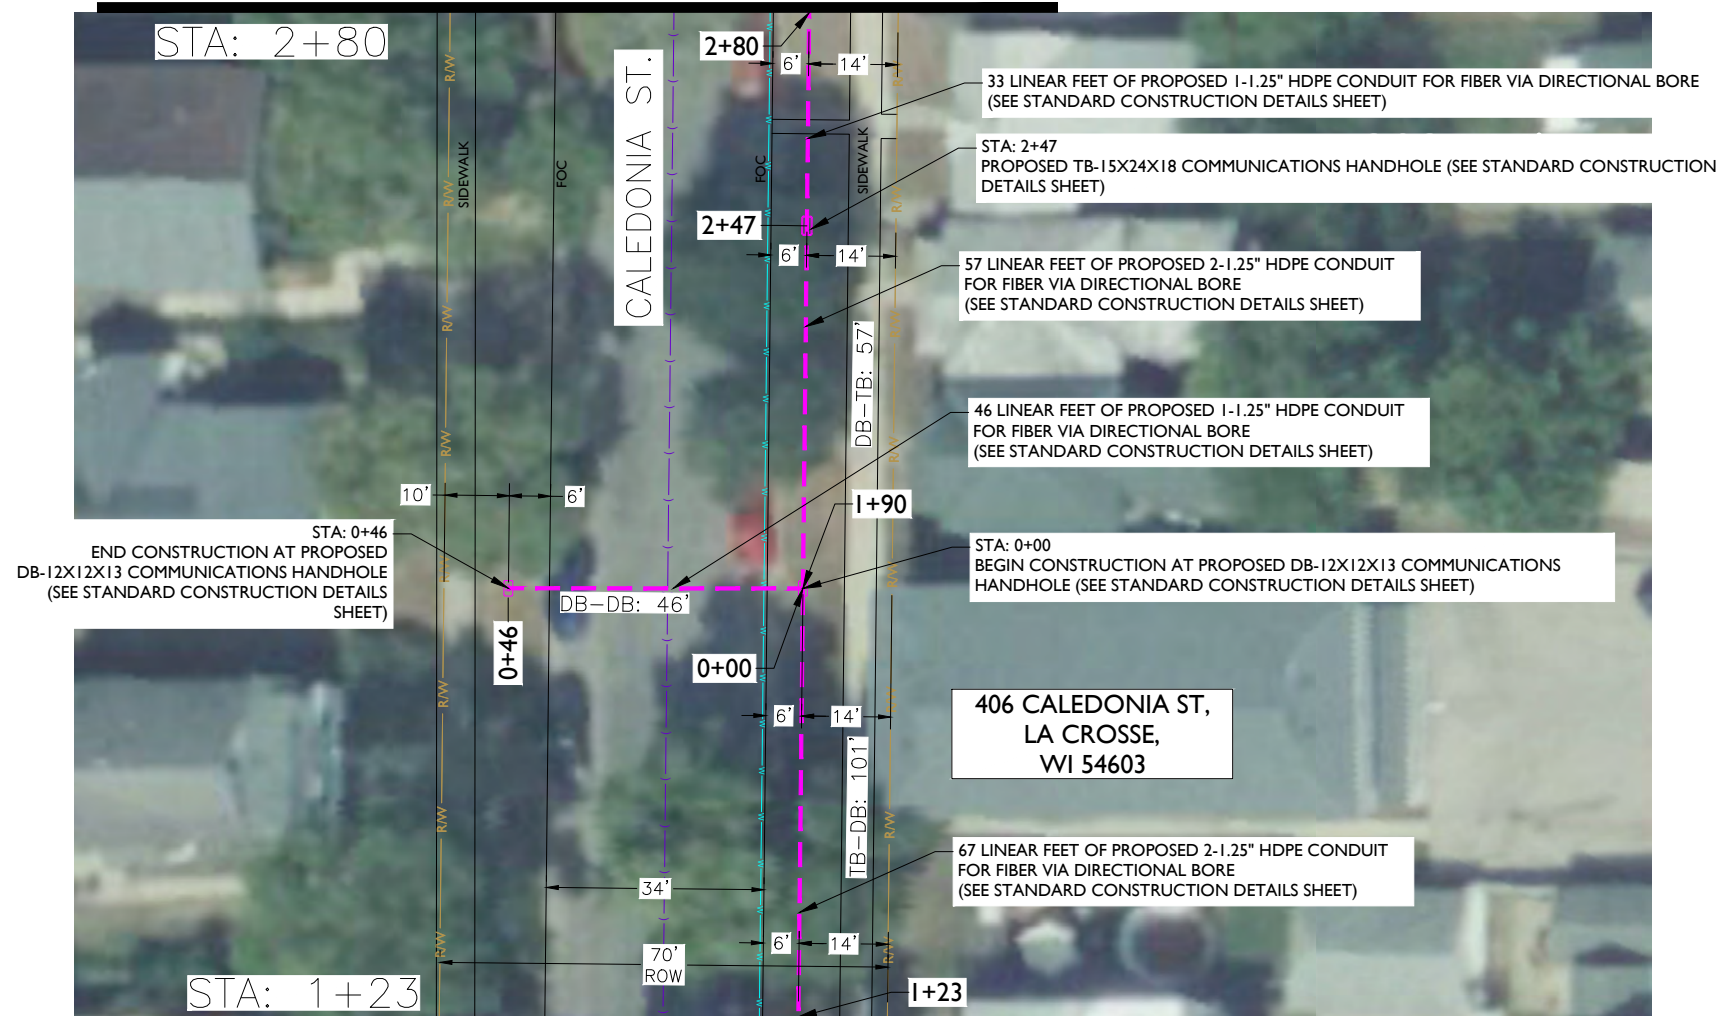 STA: 2+80
2+80
6' 14'
33 LINEAR FEET OF PROPOSED 1-1.25" HDPE CONDUIT FOR FIBER VIA DIRECTIONAL BORE
(SEE STANDARD CONSTRUCTION DETAILS SHEET)
R/W
R/W
CALEDONIA ST.
SIDEWALK
FOC
FOC
SIDEWALK
STA: 2+47
PROPOSED TB-15X24X18 COMMUNICATIONS HANDHOLE (SEE STANDARD CONSTRUCTION
DETAILS SHEET)
R/W
R/W
2+47
6' 14'
57 LINEAR FEET OF PROPOSED 2-1.25" HDPE CONDUIT
FOR FIBER VIA DIRECTIONAL BORE
(SEE STANDARD CONSTRUCTION DETAILS SHEET)
R/W
R/W
DB-TB: 57'
46 LINEAR FEET OF PROPOSED 1-1.25" HDPE CONDUIT
FOR FIBER VIA DIRECTIONAL BORE
(SEE STANDARD CONSTRUCTION DETAILS SHEET)
R/W
R/W
10' 6'
1+90
STA: 0+46
END CONSTRUCTION AT PROPOSED
DB-12X12X13 COMMUNICATIONS HANDHOLE
(SEE STANDARD CONSTRUCTION DETAILS
SHEET)
STA: 0+00
BEGIN CONSTRUCTION AT PROPOSED DB-12X12X13 COMMUNICATIONS
HANDHOLE (SEE STANDARD CONSTRUCTION DETAILS SHEET)
R/W
R/W
DB-DB: 46'
0+46
0+00
R/W
6' 14'
406 CALEDONIA ST,
LA CROSSE,
WI 54603
TB-DB: 101'
R/W
R/W
67 LINEAR FEET OF PROPOSED 2-1.25" HDPE CONDUIT
FOR FIBER VIA DIRECTIONAL BORE
(SEE STANDARD CONSTRUCTION DETAILS SHEET)
34'
R/W
R/W
6' 14'
70'
ROW
STA: 1+23
1+23